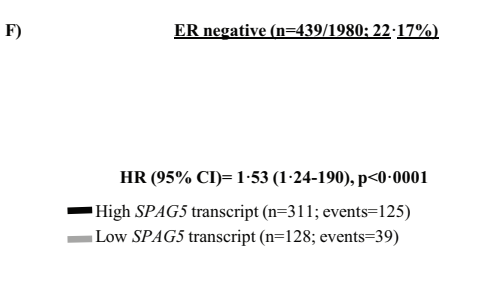 F) ER negative (n=439/1980; 22·17%)
HR (95% CI)= 1·53 (1·24-190), p<0·0001
High SPAG5 transcript (n=311; events=125)
Low SPAG5 transcript (n=128; events=39)